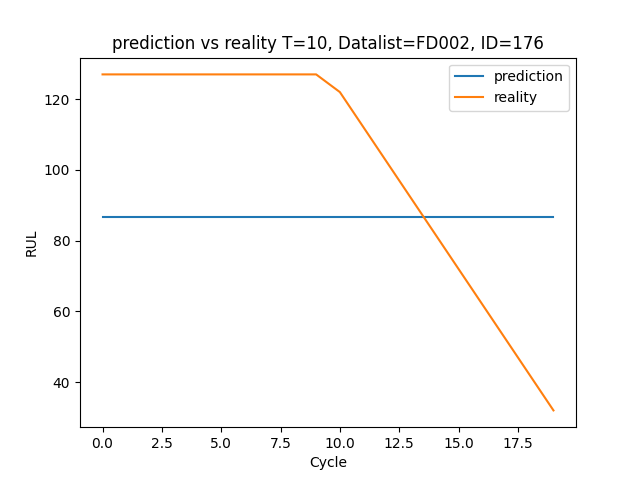 prediction vs reality T=10, Datalist=FD002, ID=176
prediction
reality
120
100
80
60
40
RUL
0.0 2.5 5.0 7.5 10.0 12.5 15.0 17.5
Cycle